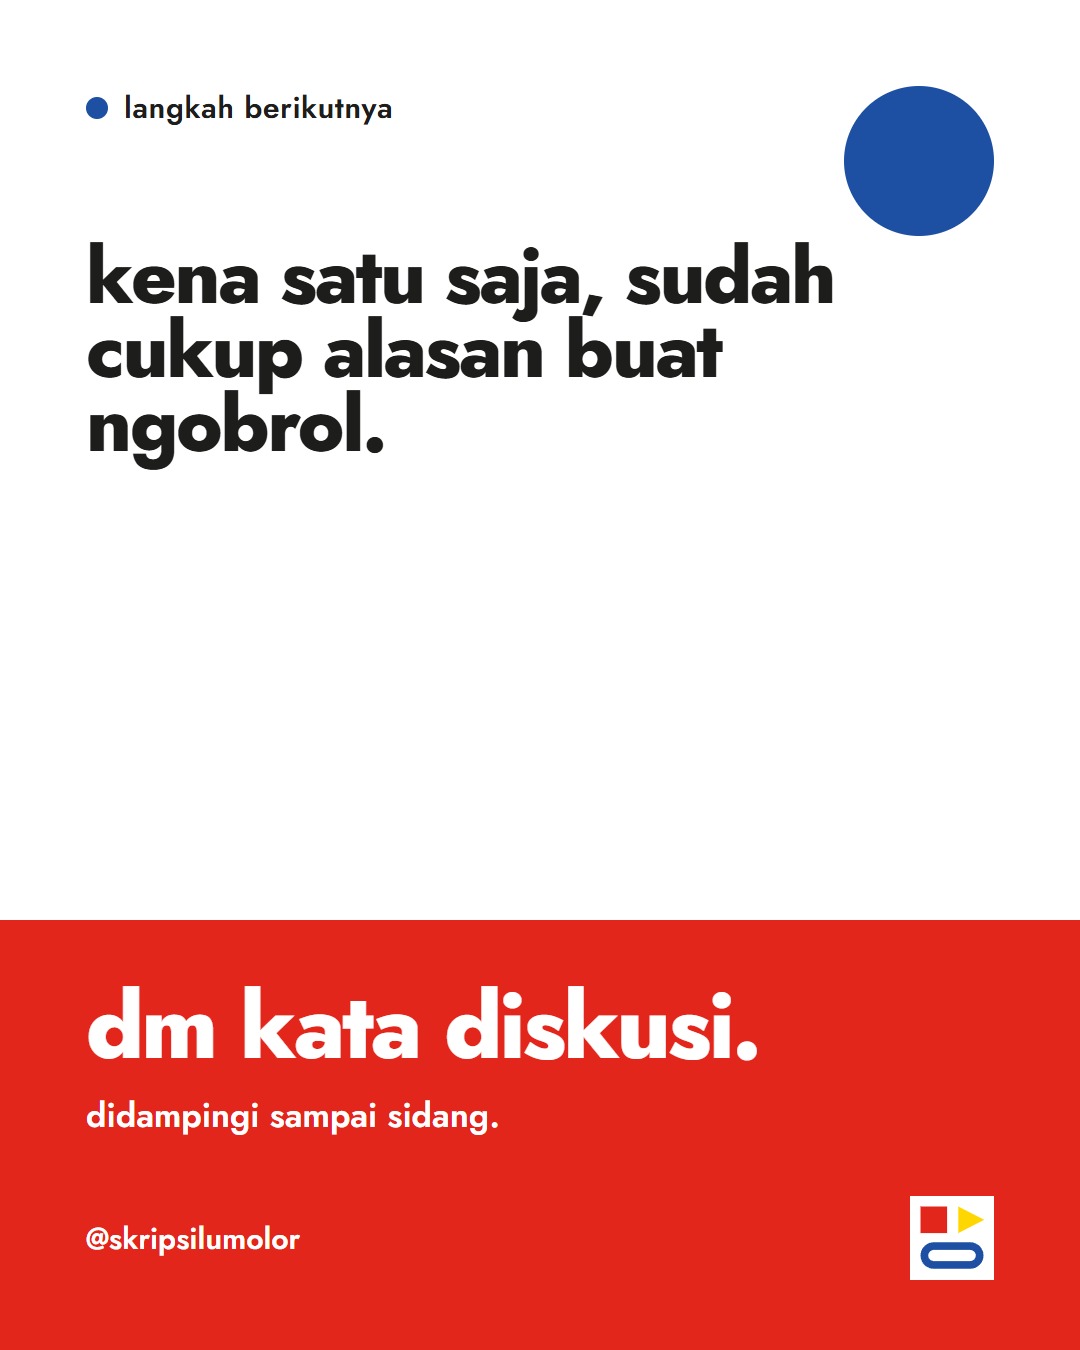 langkah berikutnya
kena satu saja, sudah
cukup alasan buat
ngobrol.
dm kata diskusi.
didampingi sampai sidang.
@skripsilumolor